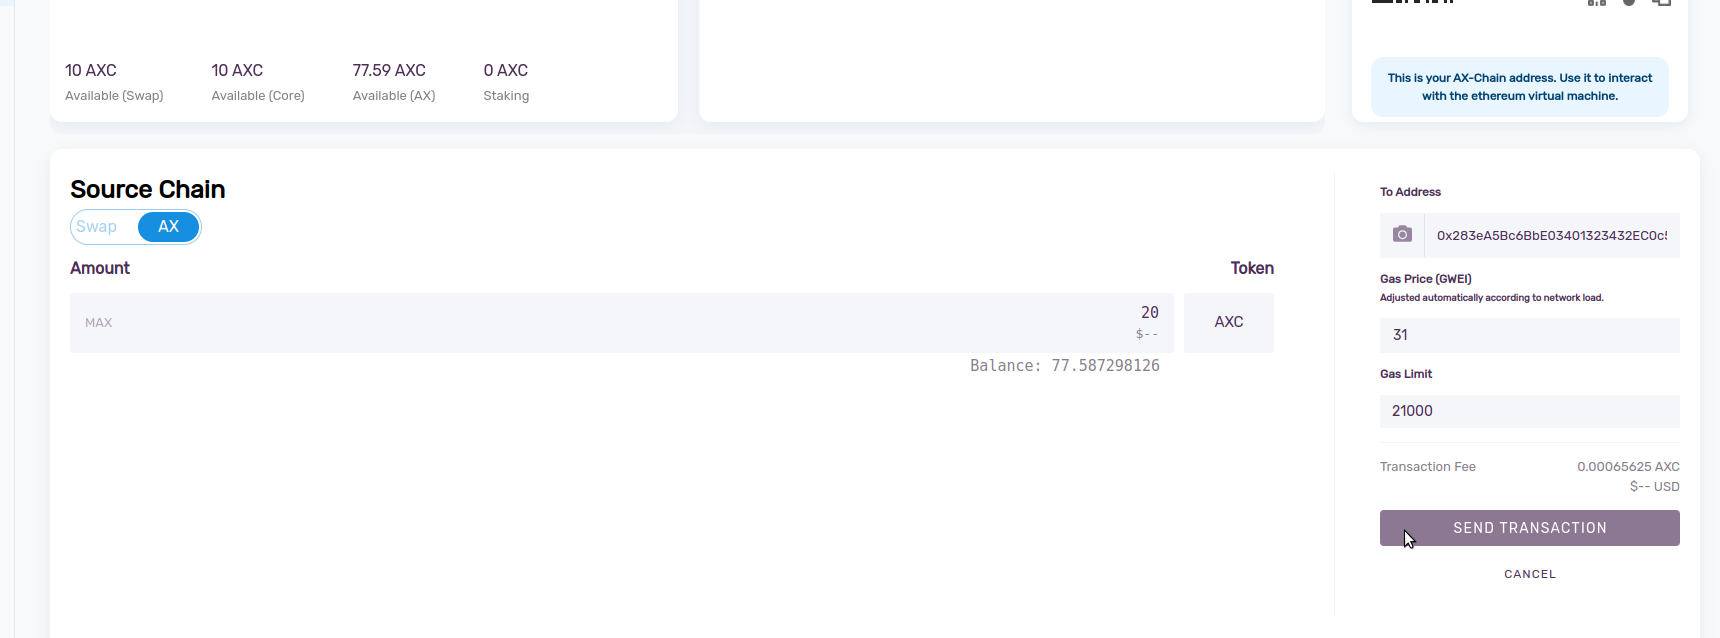 10 AXC
Available (Swap)
10 AXC
Available (Core)
77.59 AXC
Available (AX)
0 AXC
Staking
This is your AX-Chain address. Use it to interact
with the ethereum virtual machine.
Source Chain
Swap AX
Amount Token
MAX
20
$--
AXC
Balance: 77.587298126
To Address
0x283eA5Bc6BbE03401323432EC0c
Gas Price (GWEI)
Adjusted automatically according to network load.
31
Gas Limit
21000
Transaction Fee 0.00065625 AXC
$-- USD
SEND TRANSACTION
CANCEL